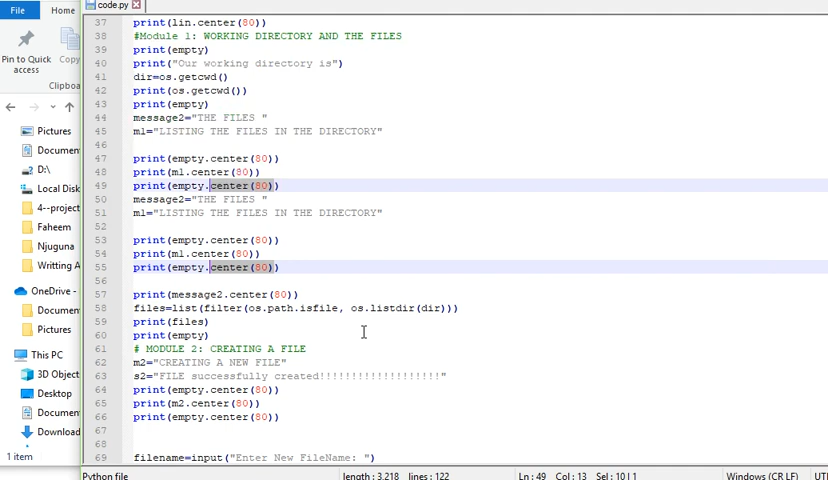 File
Home
code.py
Pin to Quick
access
Copy
Clipboa
Pictures
Documen
D:\
Local Disk
4--project
Faheem
Njuguna
Writting A
OneDrive -
Documen
Pictures
This PC
3D Object
Desktop
Documen
Download
1 item
37 print(lin.center(80))
38 #Module 1: WORKING DIRECTORY AND THE FILES
39 print(empty)
40 print("Our working directory is")
41 dir=os.getcwd()
42 print(os.getcwd())
43 print(empty)
44 message2="THE FILES "
45 m1="LISTING THE FILES IN THE DIRECTORY"
46
47 print(empty.center(80))
48 print(m1.center(80))
49 print(empty.center(80))
50 message2="THE FILES "
51 m1="LISTING THE FILES IN THE DIRECTORY"
52
53 print(empty.center(80))
54 print(m1.center(80))
55 print(empty.center(80))
56
57 print(message2.center(80))
58 files=list(filter(os.path.isfile, os.listdir(dir)))
59 print(files)
60 print(empty)
61 # MODULE 2: CREATING A FILE
62 m2="CREATING A NEW FILE"
63 s2="FILE successfully created!!!!!!!!!!!!!!!!!!!"
64 print(empty.center(80))
65 print(m2.center(80))
66 print(empty.center(80))
67
68
69 filename=input("Enter New FileName: ")
Python file
length : 3,218 lines : 122
Ln : 49 Col : 13 Sel : 10 | 1
Windows (CR LF)
UT